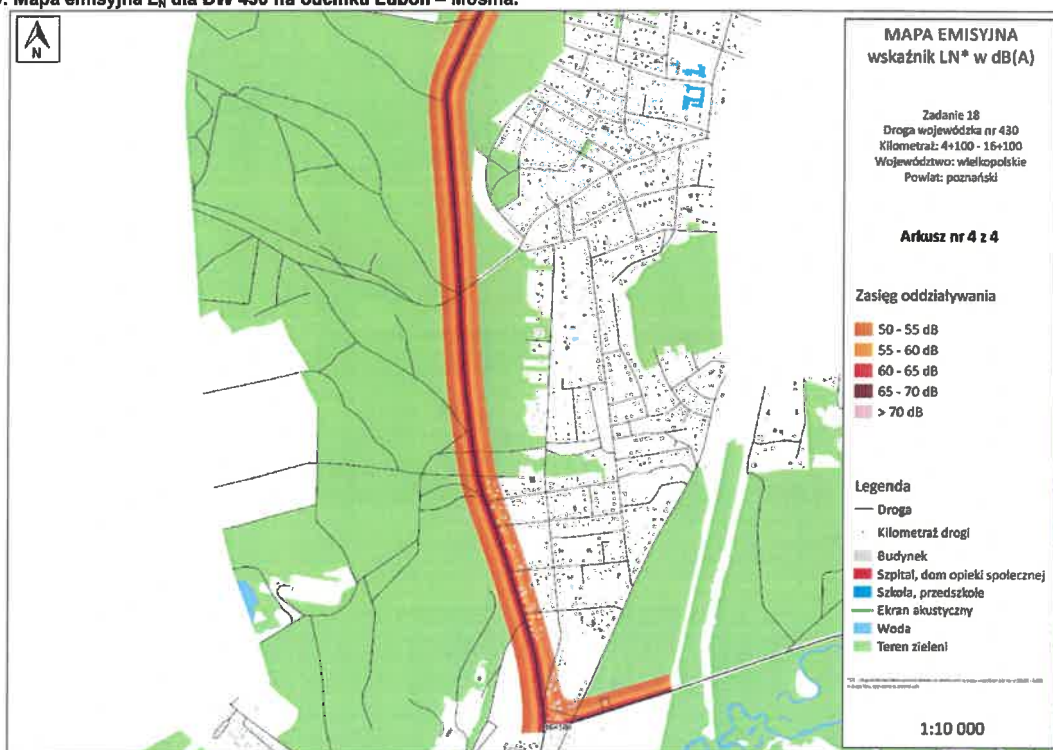 Mapa emisyjna LN dla DW 430 na odcinku Luboń – Mosina.
N
MAPA EMISYJNA
wskaźnik LN* w dB(A)
Zadanie 18
Droga wojewódzka nr 430
Kilometraż: 4+100 - 16+100
Województwo: wielkopolskie
Powiat: poznański
Arkusz nr 4 z 4
Zasięg oddziaływania
50 - 55 dB
55 - 60 dB
60 - 65 dB
65 - 70 dB
> 70 dB
Legenda
Droga
Kilometraż drogi
Budynek
Szpital, dom opieki społecznej
Szkoła, przedszkole
Ekran akustyczny
Woda
Teren zieleni
16+100
1:10 000